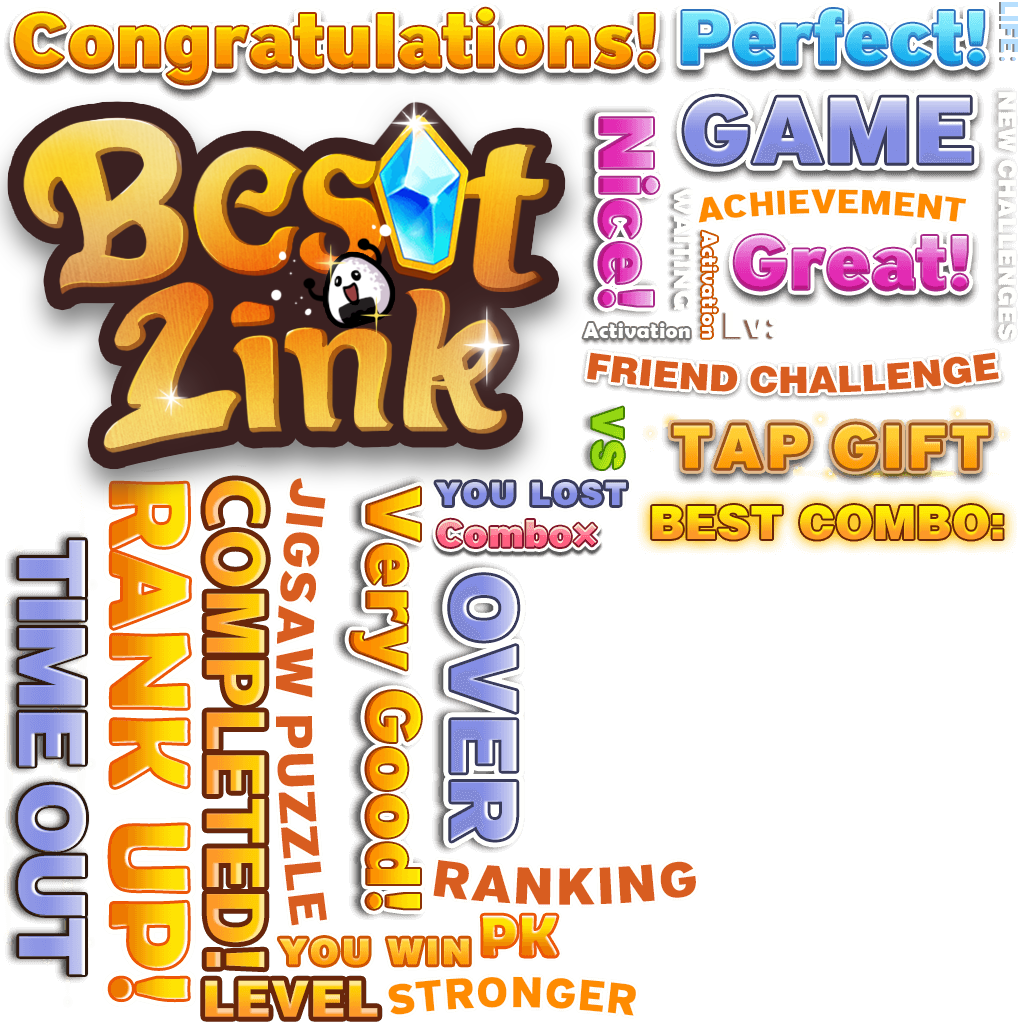 Congratulations!
Perfect!
LIFE:
Best
Link
Nice!
GAME
NEW CHALLENGES
WAITING
ACHIEVEMENT
Activation
Great!
Activation
Lv:
FRIEND CHALLENGE
VS
TAP GIFT
YOU LOST
BEST COMBO:
Combox
TIME OUT
RANK UP!
COMPLETED!
JIGSAW PUZZLE
Very Good!
OVER
RANKING
YOU WIN
PK
LEVEL
STRONGER